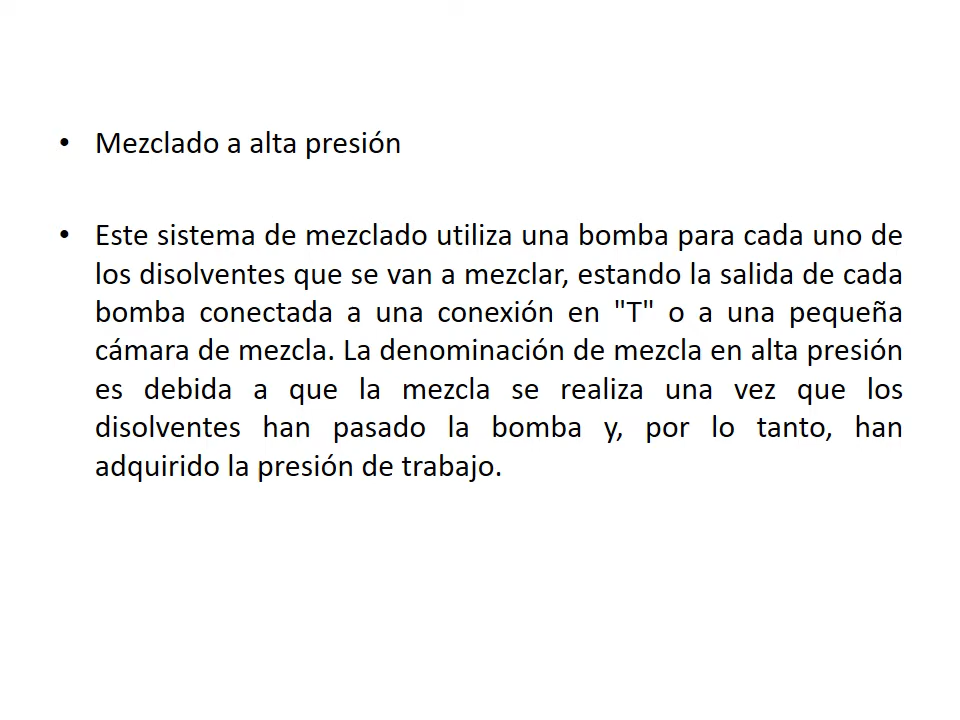 • Mezclado a alta presión
• Este sistema de mezclado utiliza una bomba para cada uno de
los disolventes que se van a mezclar, estando la salida de cada
bomba conectada a una conexión en "T" o a una pequeña
cámara de mezcla. La denominación de mezcla en alta presión
es debida a que la mezcla se realiza una vez que los
disolventes han pasado la bomba y, por lo tanto, han
adquirido la presión de trabajo.